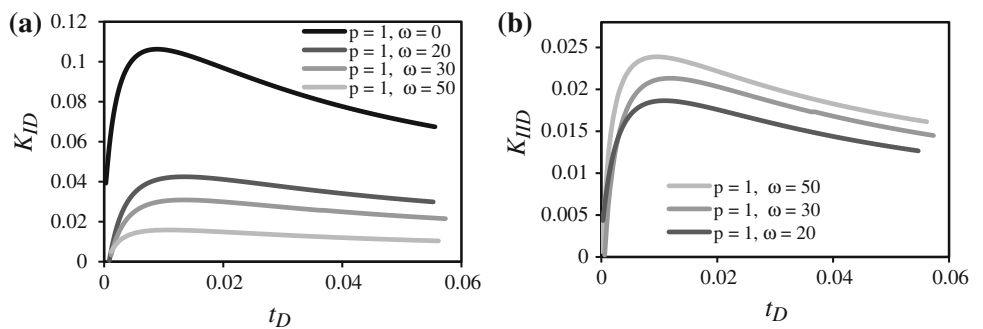 (a)
K_ID
0.12
0.1
0.08
0.06
0.04
0.02
0
p = 1, ω = 0
p = 1, ω = 20
p = 1, ω = 30
p = 1, ω = 50
0 0.02 0.04 0.06
t_D
(b)
K_IID
0.025
0.02
0.015
0.01
0.005
0
p = 1, ω = 50
p = 1, ω = 30
p = 1, ω = 20
0 0.02 0.04 0.06
t_D